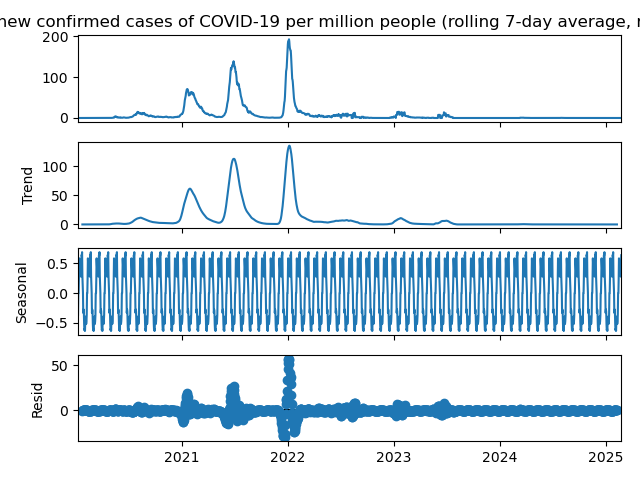 new confirmed cases of COVID-19 per million people (rolling 7-day average,
200
100
0
Trend
100
50
0
Seasonal
0.5
0.0
−0.5
Resid
50
0
2021 2022 2023 2024 2025